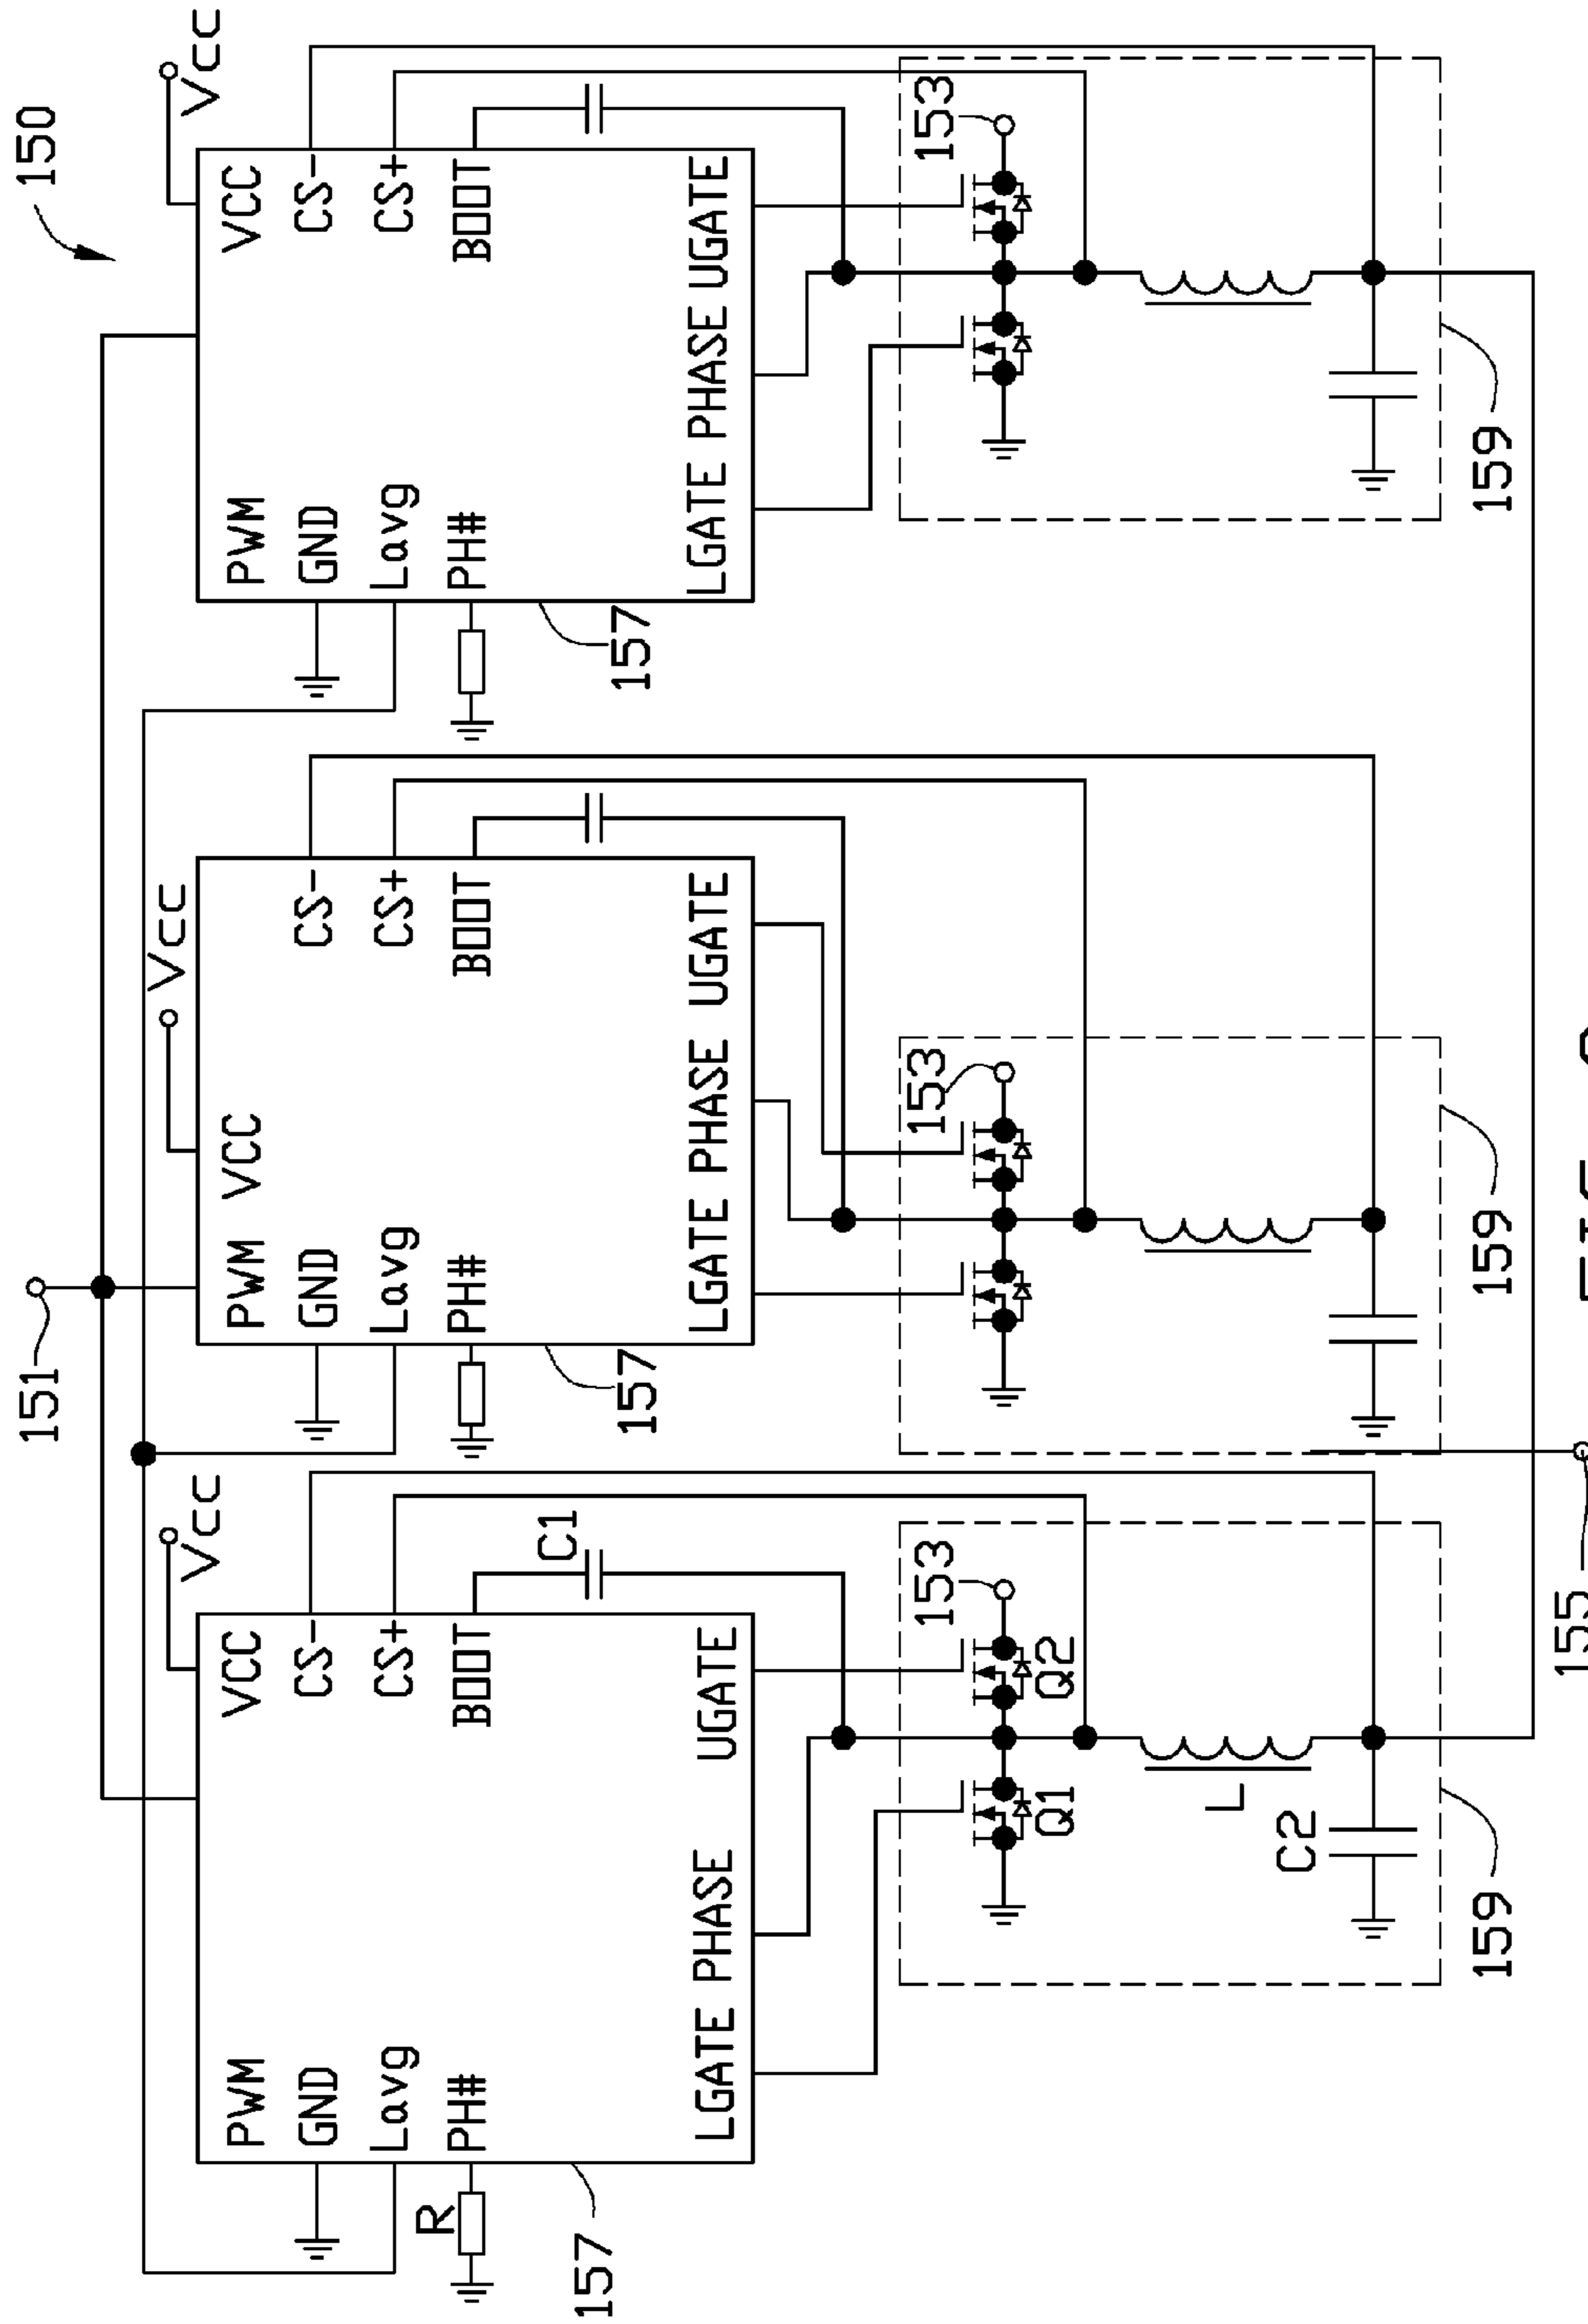 150
151
Vcc
Vcc
Vcc
PWM VCC
GND CS-
Lavg CS+
PH# BOOT
LGATE PHASE UGATE
R
C1
157
PWM VCC
GND CS-
Lavg CS+
PH# BOOT
LGATE PHASE UGATE
157
PWM VCC
GND CS-
Lavg CS+
PH# BOOT
LGATE PHASE UGATE
157
153
Q1
Q2
L
C2
159
153
159
153
159
155